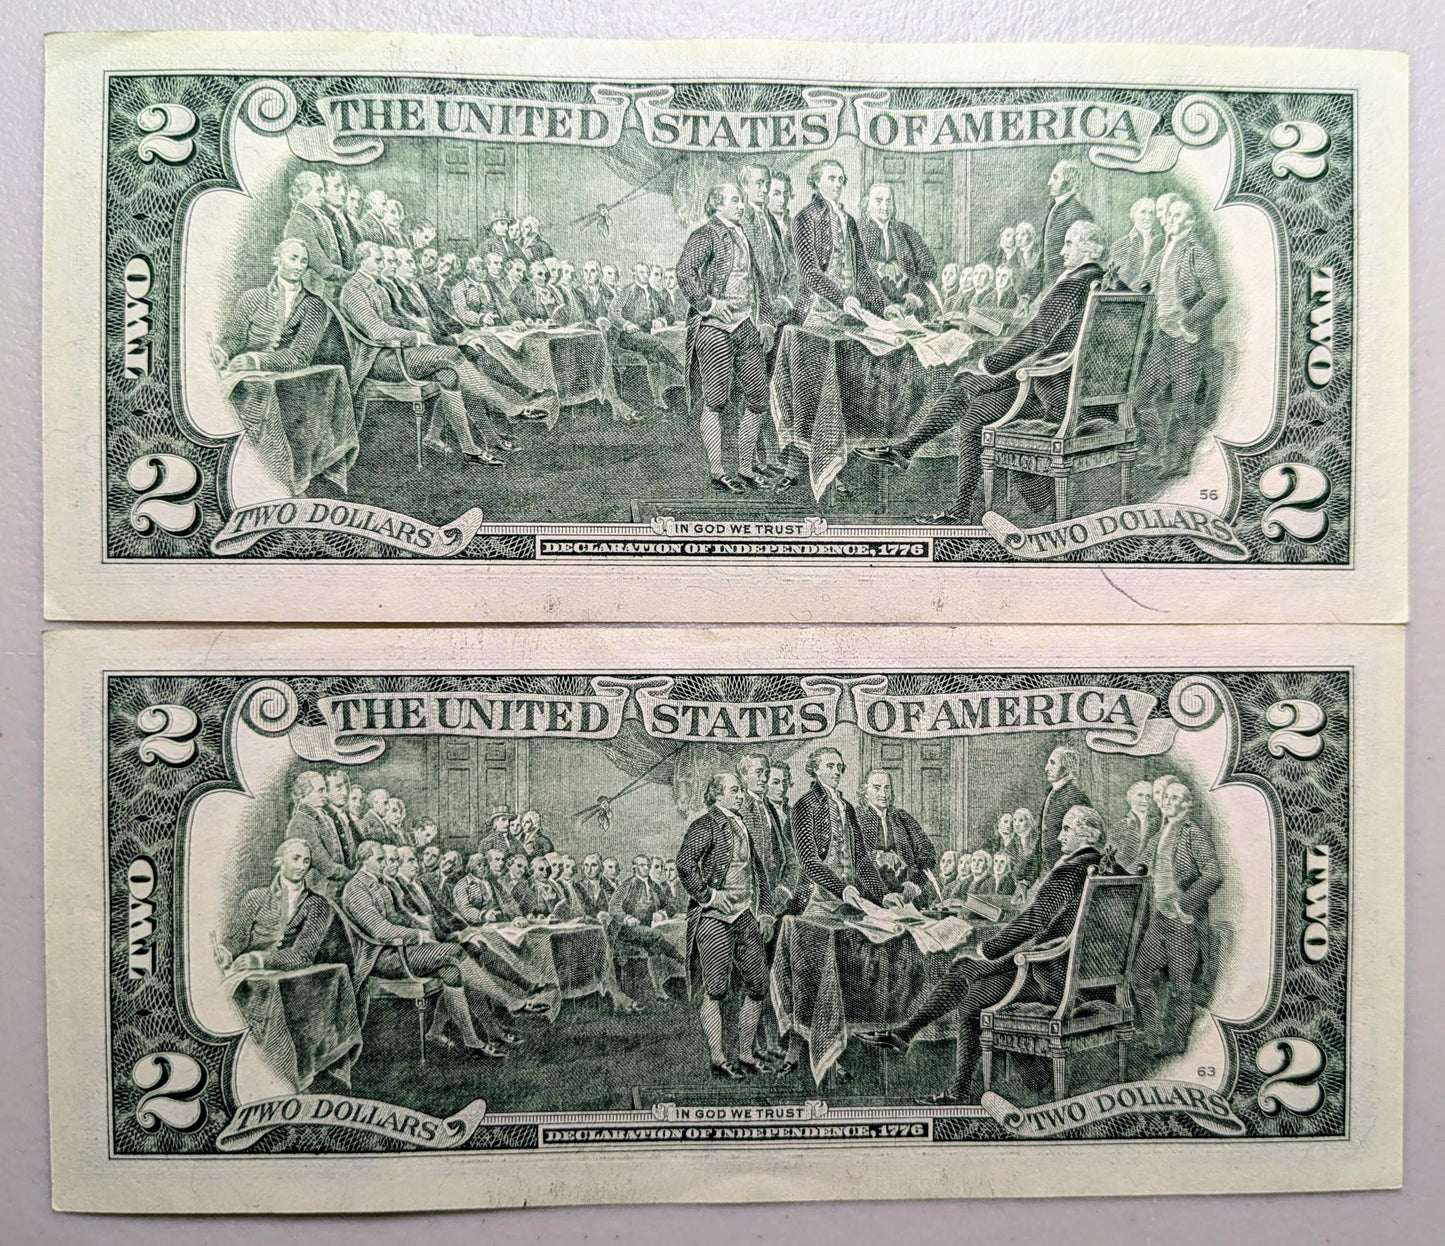 2 THE UNITED STATES OF AMERICA 2
TWO TWO
56
2 TWO DOLLARS IN GOD WE TRUST TWO DOLLARS 2
DECLARATION OF INDEPENDENCE, 1776
2 THE UNITED STATES OF AMERICA 2
TWO TWO
63
2 TWO DOLLARS IN GOD WE TRUST TWO DOLLARS 2
DECLARATION OF INDEPENDENCE, 1776